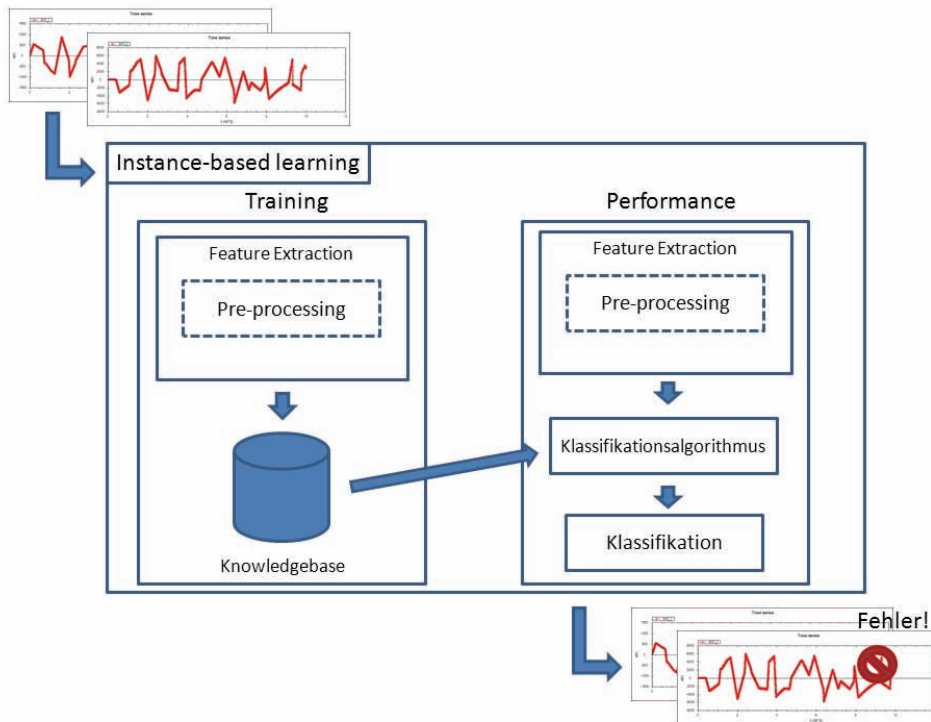 Time series
Time series
Instance-based learning
Training
Performance
Feature Extraction
Pre-processing
Feature Extraction
Pre-processing
Klassifikationsalgorithmus
Knowledgebase
Klassifikation
Fehler!
Time series
Time series